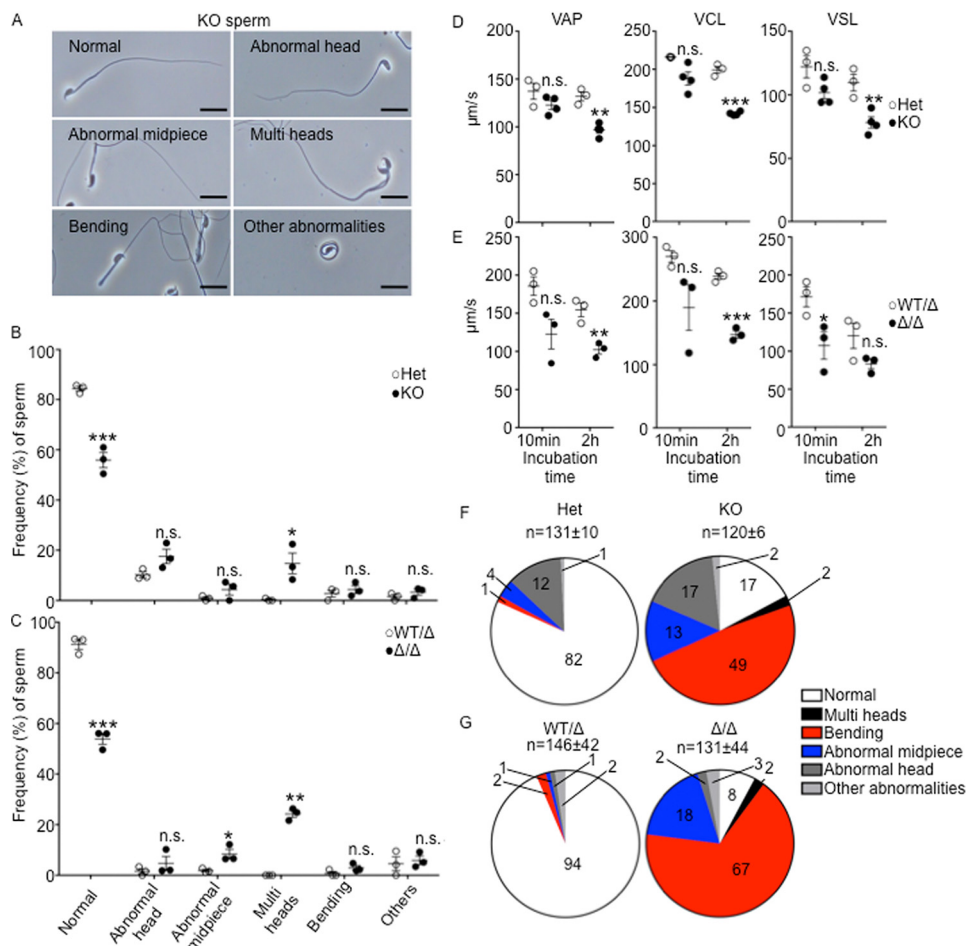 A
KO sperm
Normal
Abnormal head
Abnormal midpiece
Multi heads
Bending
Other abnormalities
B
Frequency (%) of sperm
100
80
60
40
20
0
Het
KO
***
n.s.
n.s.
*
n.s.
n.s.
C
Frequency (%) of sperm
100
80
60
40
20
0
WT/Δ
Δ/Δ
***
n.s.
*
**
n.s.
n.s.
Normal
Abnormal
head
Abnormal
midpiece
Multi
heads
Bending
Others
D
VAP
VCL
VSL
µm/s
200
150
100
50
0
n.s.
**
250
200
150
100
50
0
n.s.
***
150
100
50
0
n.s.
**
Het
KO
E
µm/s
250
200
150
100
50
0
n.s.
**
300
200
100
0
n.s.
***
250
200
150
100
50
0
*
n.s.
WT/Δ
Δ/Δ
10min 2h
Incubation
time
10min 2h
Incubation
time
10min 2h
Incubation
time
F
Het
n=131±10
1
12
4
1
82
KO
n=120±6
2
17
2
17
13
49
G
WT/Δ
n=146±42
1
2
1
2
94
Δ/Δ
n=131±44
2
3
2
8
18
67
Normal
Multi heads
Bending
Abnormal midpiece
Abnormal head
Other abnormalities